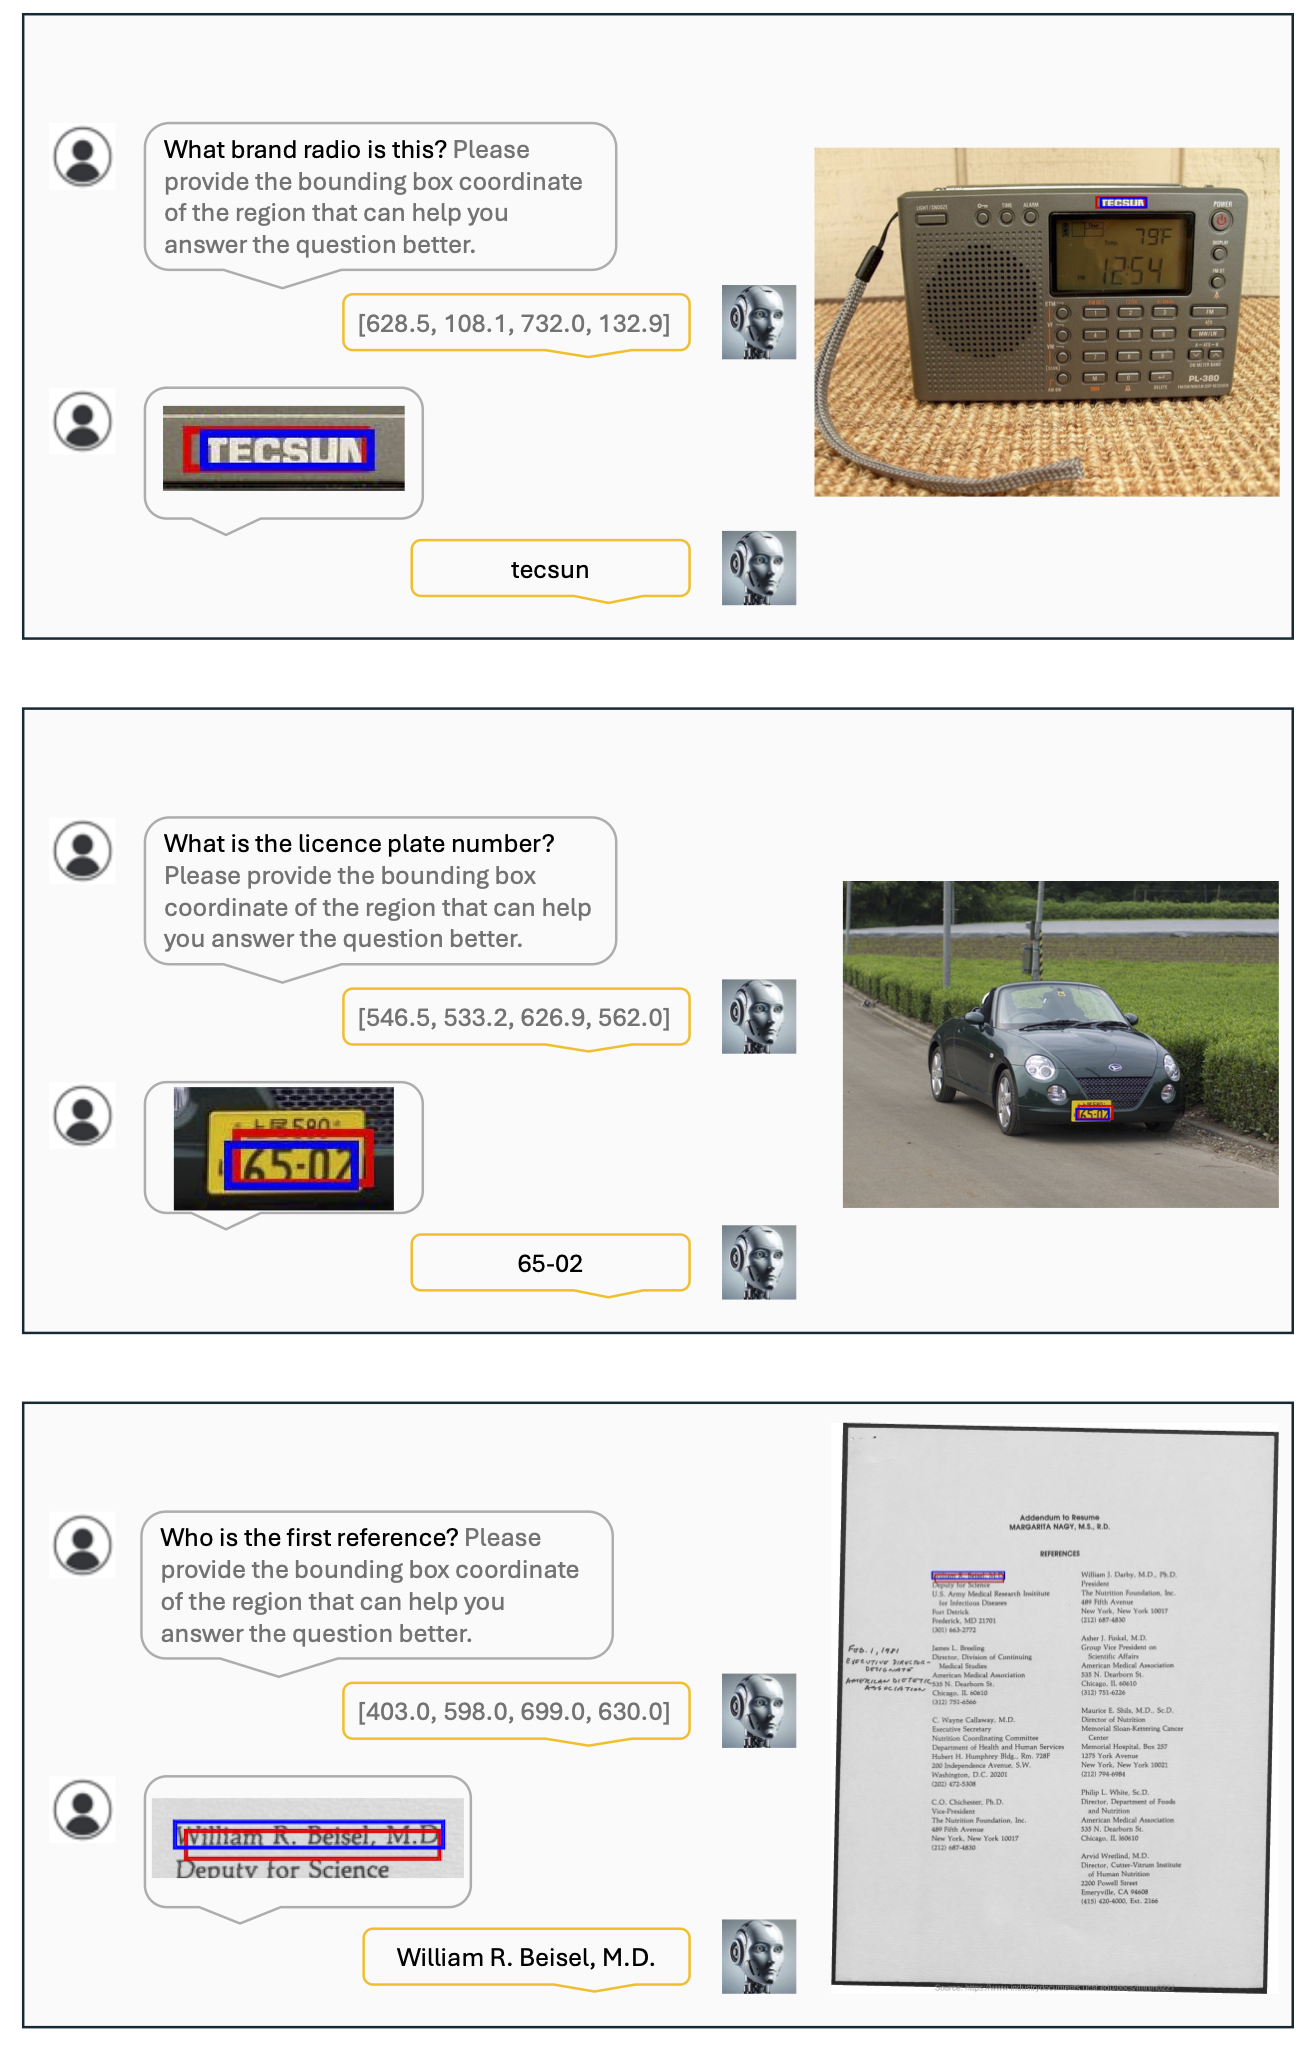 What brand radio is this? Please
provide the bounding box coordinate
of the region that can help you
answer the question better.
[628.5, 108.1, 732.0, 132.9]
TECSUN
tecsun
TECSUN
LIGHT/SNOOZE
TIME
ALARM
POWER
79F
12:54
DISPLAY
PL-380
What is the licence plate number?
Please provide the bounding box
coordinate of the region that can help
you answer the question better.
[546.5, 533.2, 626.9, 562.0]
580
65-02
65-02
65-02
Who is the first reference? Please
provide the bounding box coordinate
of the region that can help you
answer the question better.
[403.0, 598.0, 699.0, 630.0]
William R. Beisel, M.D.
Deputy for Science
William R. Beisel, M.D.
Addendum to Resume
MARGARITA NAGY, M.S., R.D.
REFERENCES
William R. Beisel, M.D.
Deputy for Science
U.S. Army Medical Research Institute
for Infectious Diseases
Fort Detrick
Frederick, MD 21701
(301) 663-2772
James L. Breeling
Director, Division of Continuing
Medical Studies
American Medical Association
535 N. Dearborn St.
Chicago, IL 60610
(312) 751-6566
C. Wayne Callaway, M.D.
Executive Secretary
Nutrition Coordinating Committee
Department of Health and Human Services
Hubert H. Humphrey Bldg., Rm. 728F
200 Independence Avenue, S.W.
Washington, D.C. 20201
(202) 472-5308
C.O. Chichester, Ph.D.
Vice-President
The Nutrition Foundation, Inc.
489 Fifth Avenue
New York, New York 10017
(212) 687-4830
FEB. 1, 1981
EXECUTIVE DIRECTOR-
DESIGNATE
AMERICAN DIETETIC
ASSOCIATION
William J. Darby, M.D., Ph.D.
President
The Nutrition Foundation, Inc.
489 Fifth Avenue
New York, New York 10017
(212) 687-4830
Asher J. Finkel, M.D.
Group Vice President on
Scientific Affairs
American Medical Association
535 N. Dearborn St.
Chicago, IL 60610
(312) 751-6226
Maurice E. Shils, M.D., Sc.D.
Director of Nutrition
Memorial Sloan-Kettering Cancer
Center
Memorial Hospital, Box 257
1275 York Avenue
New York, New York 10021
(212) 794-6984
Philip L. White, Sc.D.
Director, Department of Foods
and Nutrition
American Medical Association
535 N. Dearborn St.
Chicago, IL 60610
Arvid Wretlind, M.D.
Director, Cutter-Vitrum Institute
of Human Nutrition
2200 Powell Street
Emeryville, CA 94608
(415) 420-4000, Ext. 2166